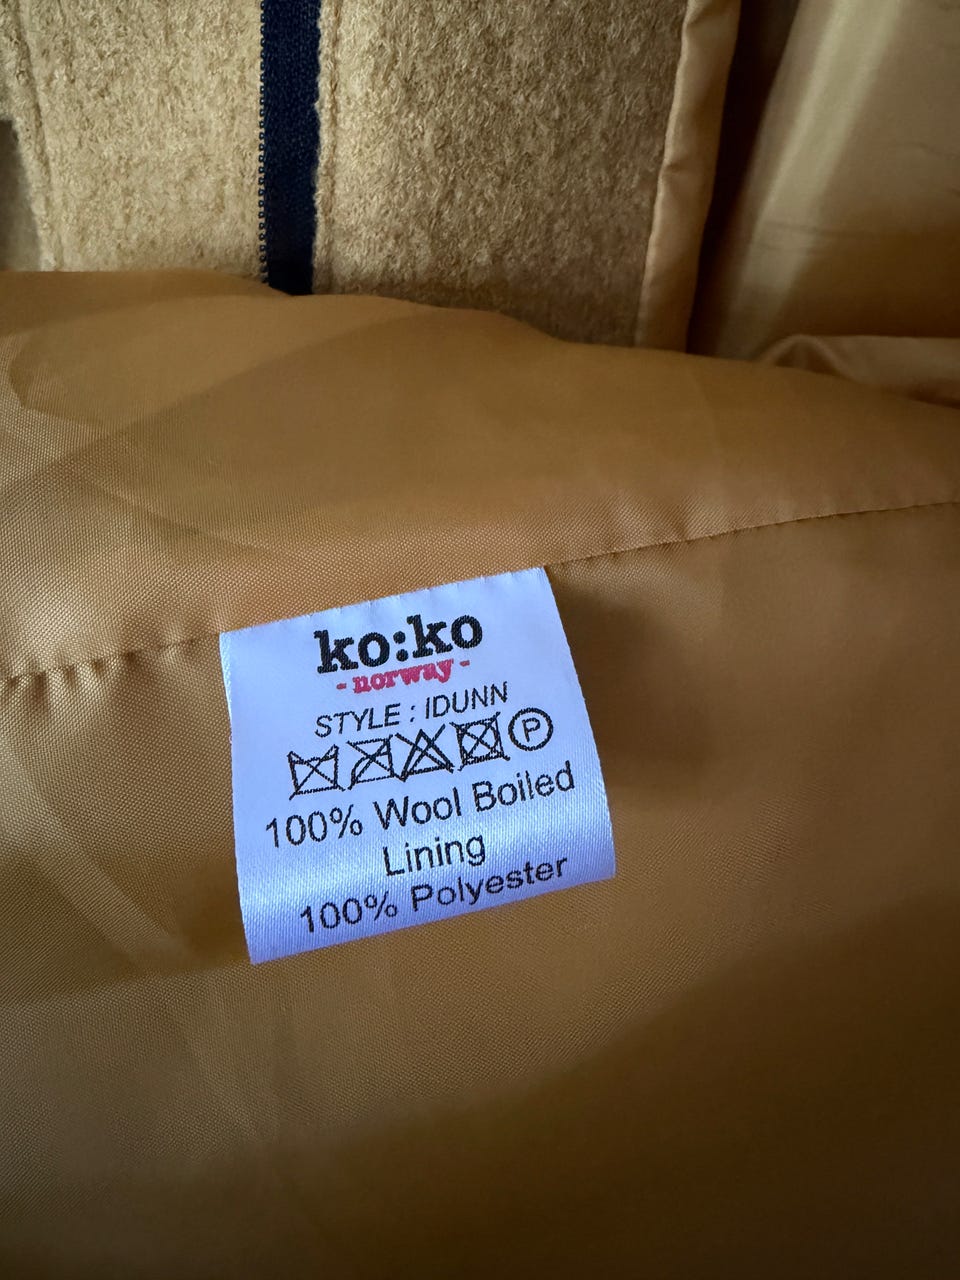 ko:ko
- norway -
STYLE : IDUNN
P
100% Wool Boiled
Lining
100% Polyester